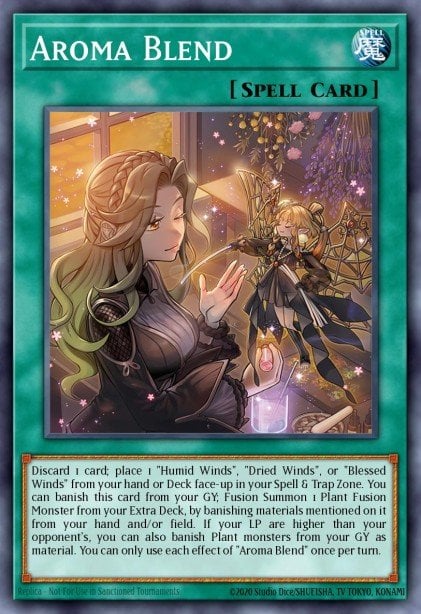 AROMA BLEND
SPELL
魔
[SPELL CARD]
Discard 1 card; place 1 "Humid Winds", "Dried Winds", or "Blessed
Winds" from your hand or Deck face-up in your Spell & Trap Zone. You
can banish this card from your GY; Fusion Summon 1 Plant Fusion
Monster from your Extra Deck, by banishing materials mentioned on it
from your hand and/or field. If your LP are higher than your
opponent's, you can also banish Plant monsters from your GY as
material. You can only use each effect of "Aroma Blend" once per turn.
Replica - Not For Use in Sanctioned Tournaments
©2020 Studio Dice/SHUEISHA, TV TOKYO, KONAMI